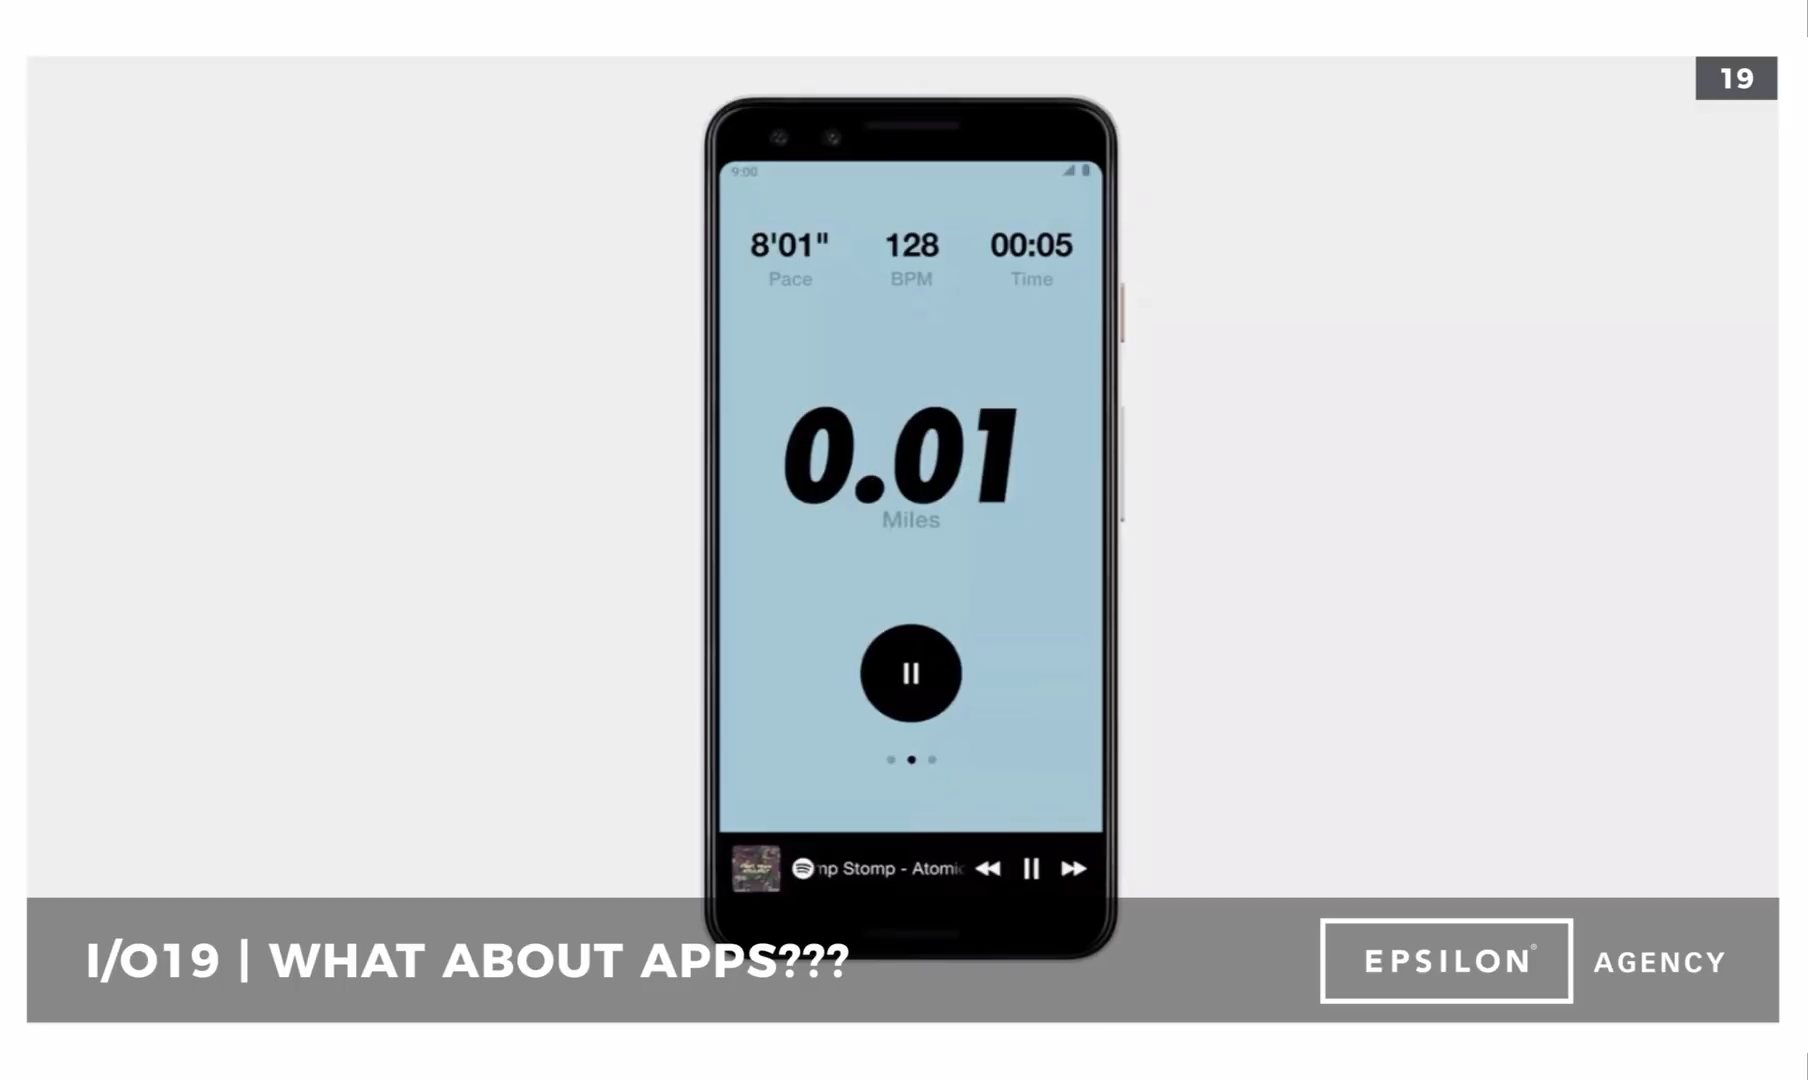 19
9:00
8'01" 128 00:05
Pace BPM Time
0.01
Miles
Stomp - Atomic
I/O19 | WHAT ABOUT APPS???
EPSILON® AGENCY